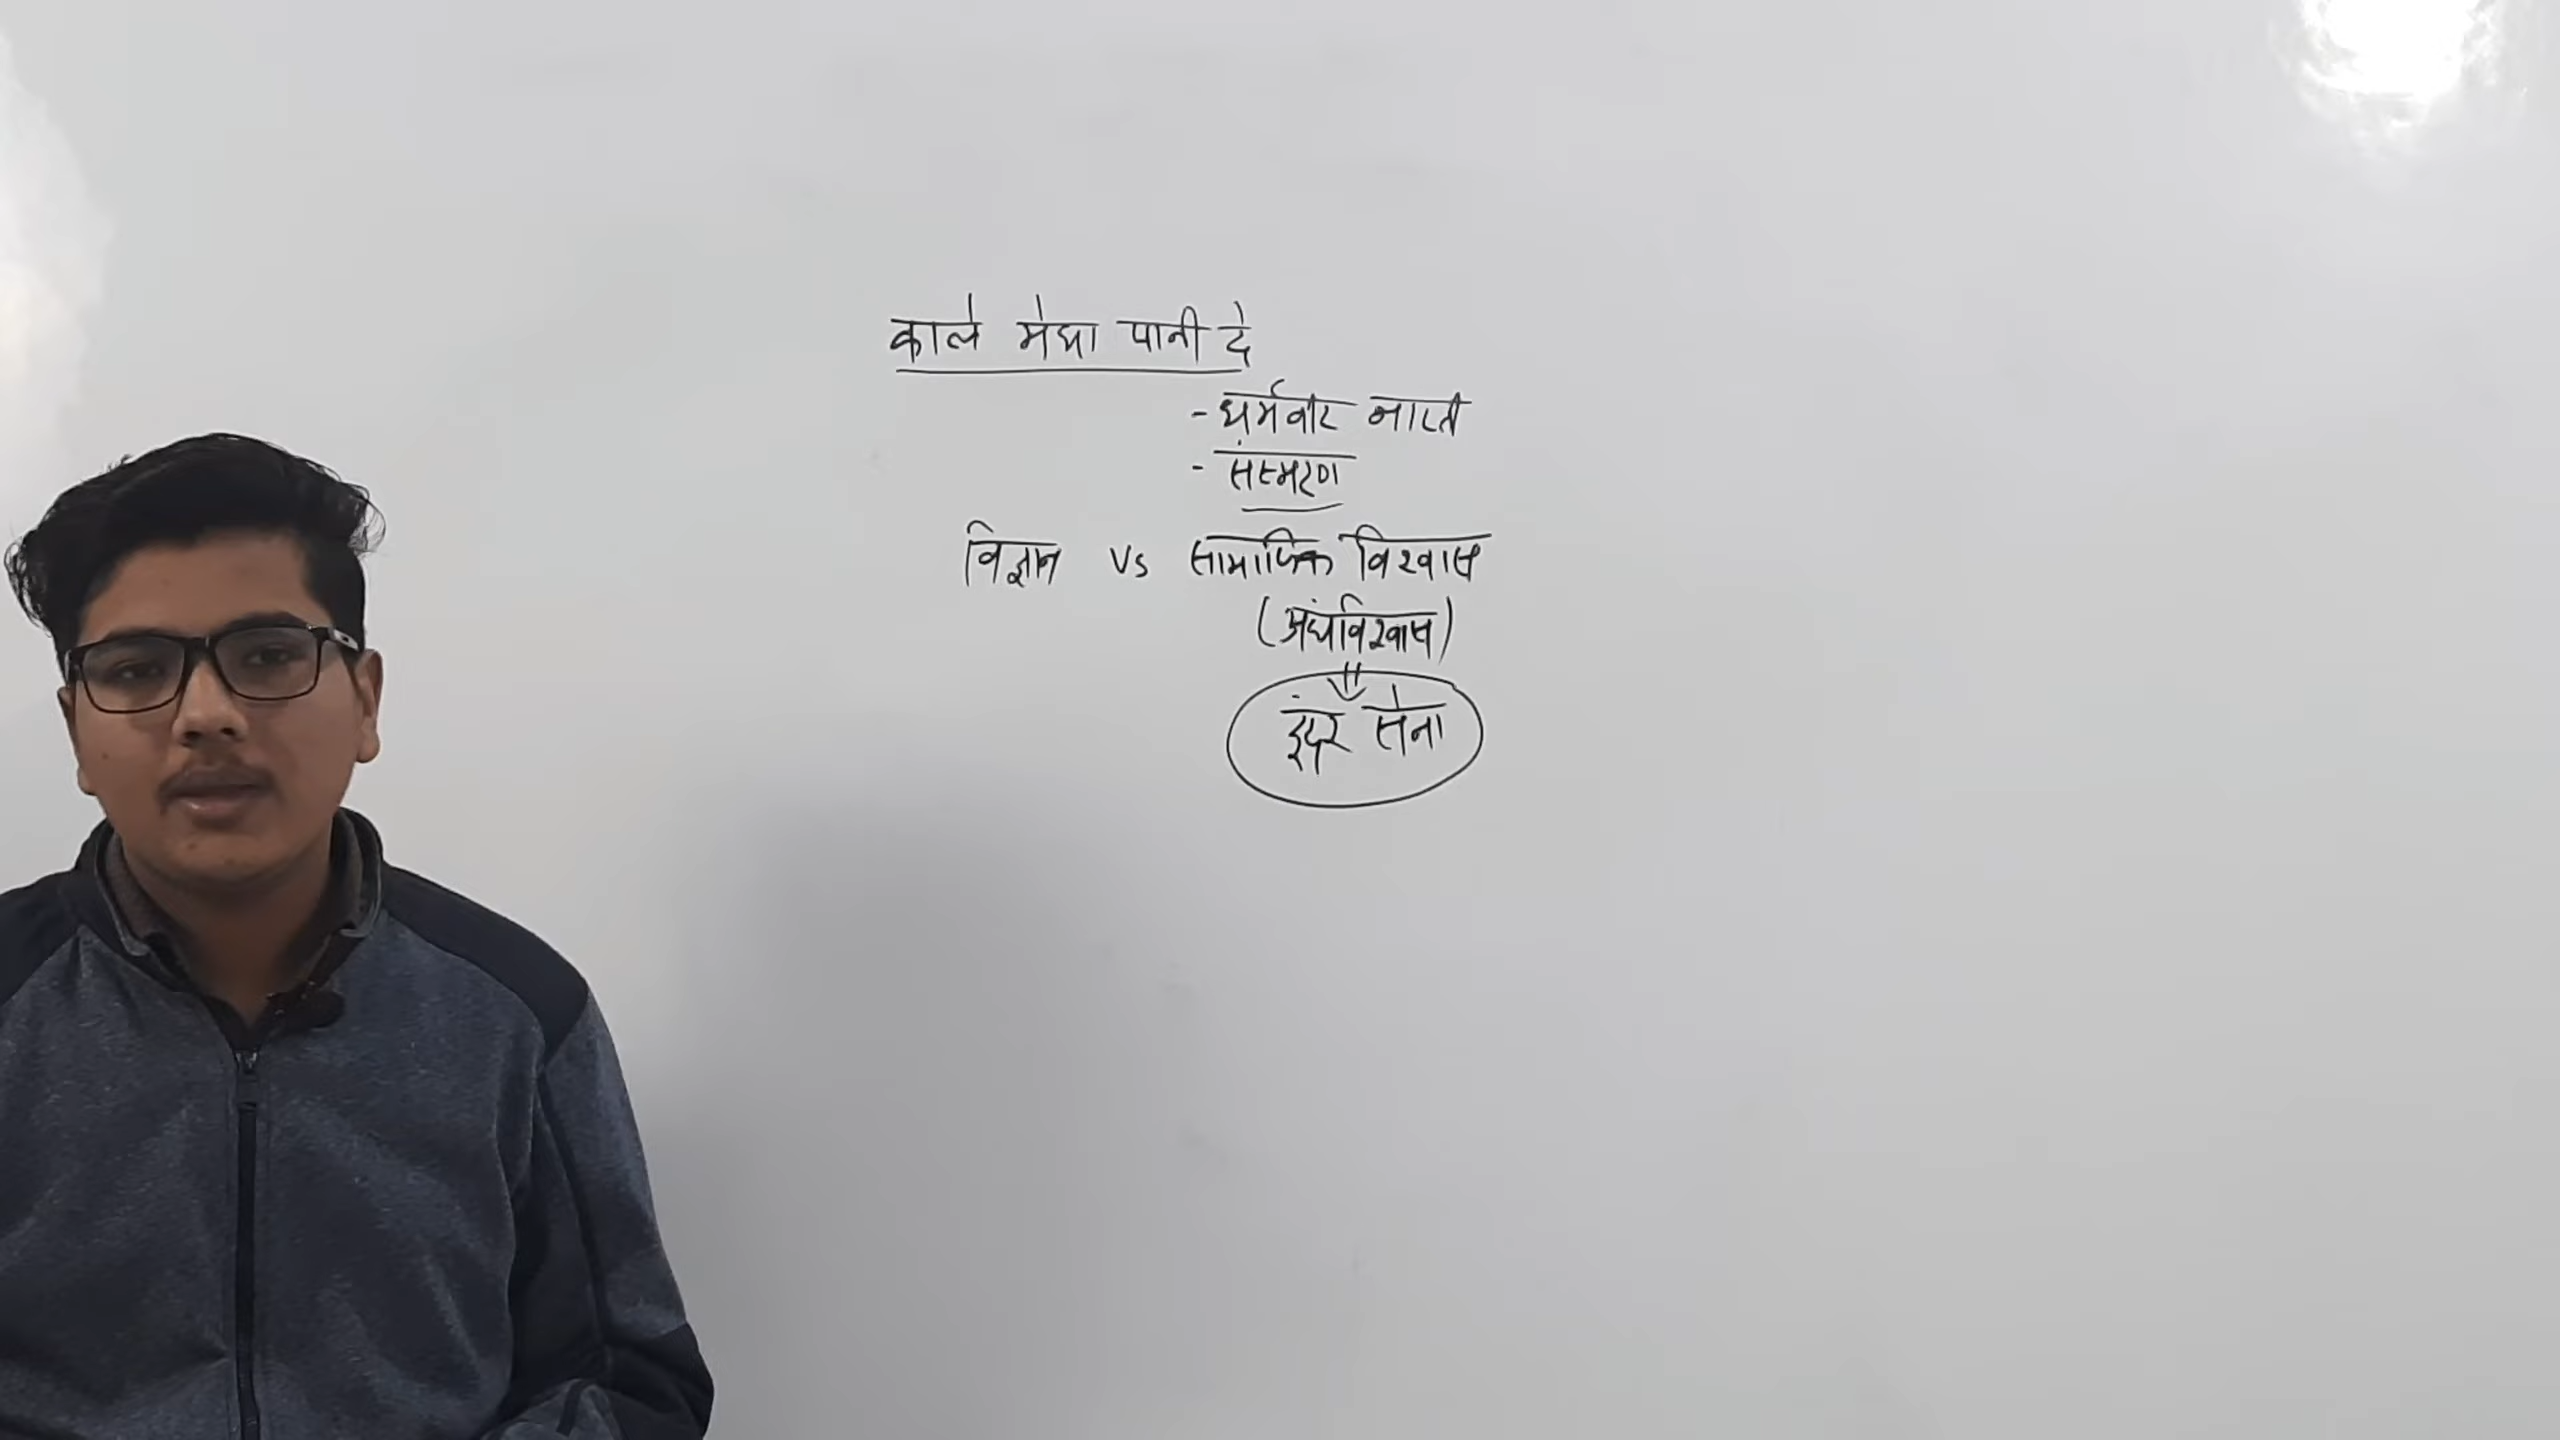 काले मेघा पानी दे
- धर्मवीर भारती
- संस्मरण
विज्ञान vs सामाजिक विश्वास
(अंधविश्वास)
इंदर सेना